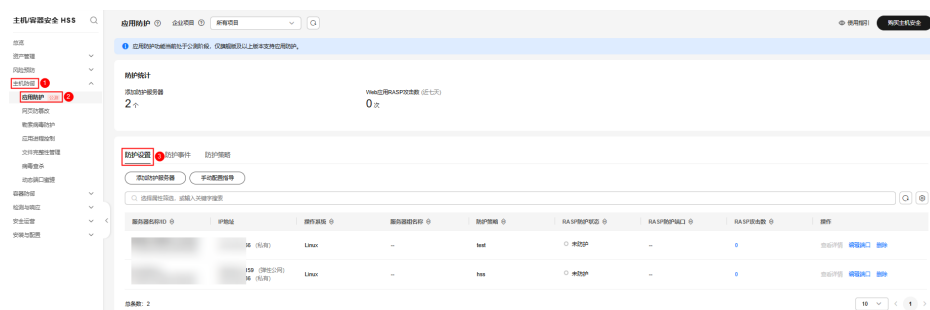 主机/容器安全 HSS
应用防护 企业项目 所有项目
使用指引 购买主机安全
总览
资产管理
风险预防
主机防御 1
应用防护 公测 2
网页防篡改
勒索病毒防护
应用进程控制
文件完整性管理
病毒查杀
动态端口蜜罐
容器防御
检测与响应
安全运营
安装与配置
应用防护功能当前处于公测阶段，仅旗舰版及以上版本支持应用防护。
防护统计
添加防护服务器
2 个
Web应用RASP攻击数 (近七天)
0 次
防护设置 3 防护事件 防护策略
添加防护服务器 手动配置指导
选择属性筛选，或输入关键字搜索
服务器名称/ID IP地址 操作系统 服务器组名称 防护策略 RASP防护状态 RASP防护端口 RASP攻击数 操作
(私有) Linux -- test 未防护 -- 0 查看详情 编辑端口 删除
159 (弹性公网)
(私有)
Linux -- hss 未防护 -- 0 查看详情 编辑端口 删除
总条数: 2
10 1